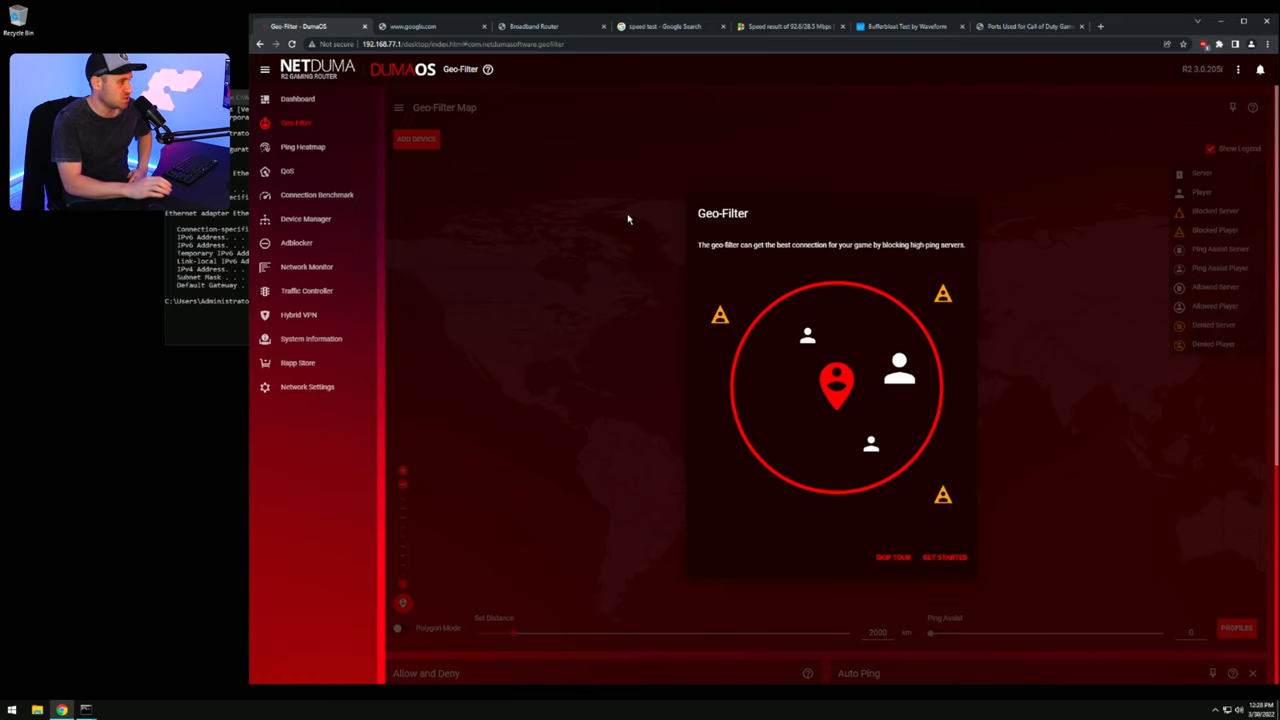 Recycle Bin
Geo-Filter - DumaOS
www.google.com
Broadband Router
speed test - Google Search
Speed result of 92.6/28.5 Mbps |
Bufferbloat Test by Waveform
Ports Used for Call of Duty Gam
Not secure | 192.168.77.1/desktop/index.html#com.netdumasoftware.geofilter
NETDUMA
R2 GAMING ROUTER
DUMAOS
Geo-Filter
R2 3.0.205i
Dashboard
Geo-Filter
Ping Heatmap
QoS
Connection Benchmark
Device Manager
Adblocker
Network Monitor
Traffic Controller
Hybrid VPN
System Information
Rapp Store
Network Settings
Ethernet adapter Ethe
Connection-specifi
IPv6 Address. . .
IPv6 Address. . .
Temporary IPv6 Ad
Link-local IPv6 Ad
IPv4 Address. . .
Subnet Mask . . .
Default Gateway .
C:\Users\Administrato
Geo-Filter Map
ADD DEVICE
Show Legend
Server
Player
Blocked Server
Blocked Player
Ping Assist Server
Ping Assist Player
Allowed Server
Allowed Player
Denied Server
Denied Player
Geo-Filter
The geo-filter can get the best connection for your game by blocking high-ping servers.
SKIP TOUR
GET STARTED
Polygon Mode
Set Distance
2000 km
Ping Assist
0
PROFILES
Allow and Deny
Auto Ping
12:28 PM
3/30/2022